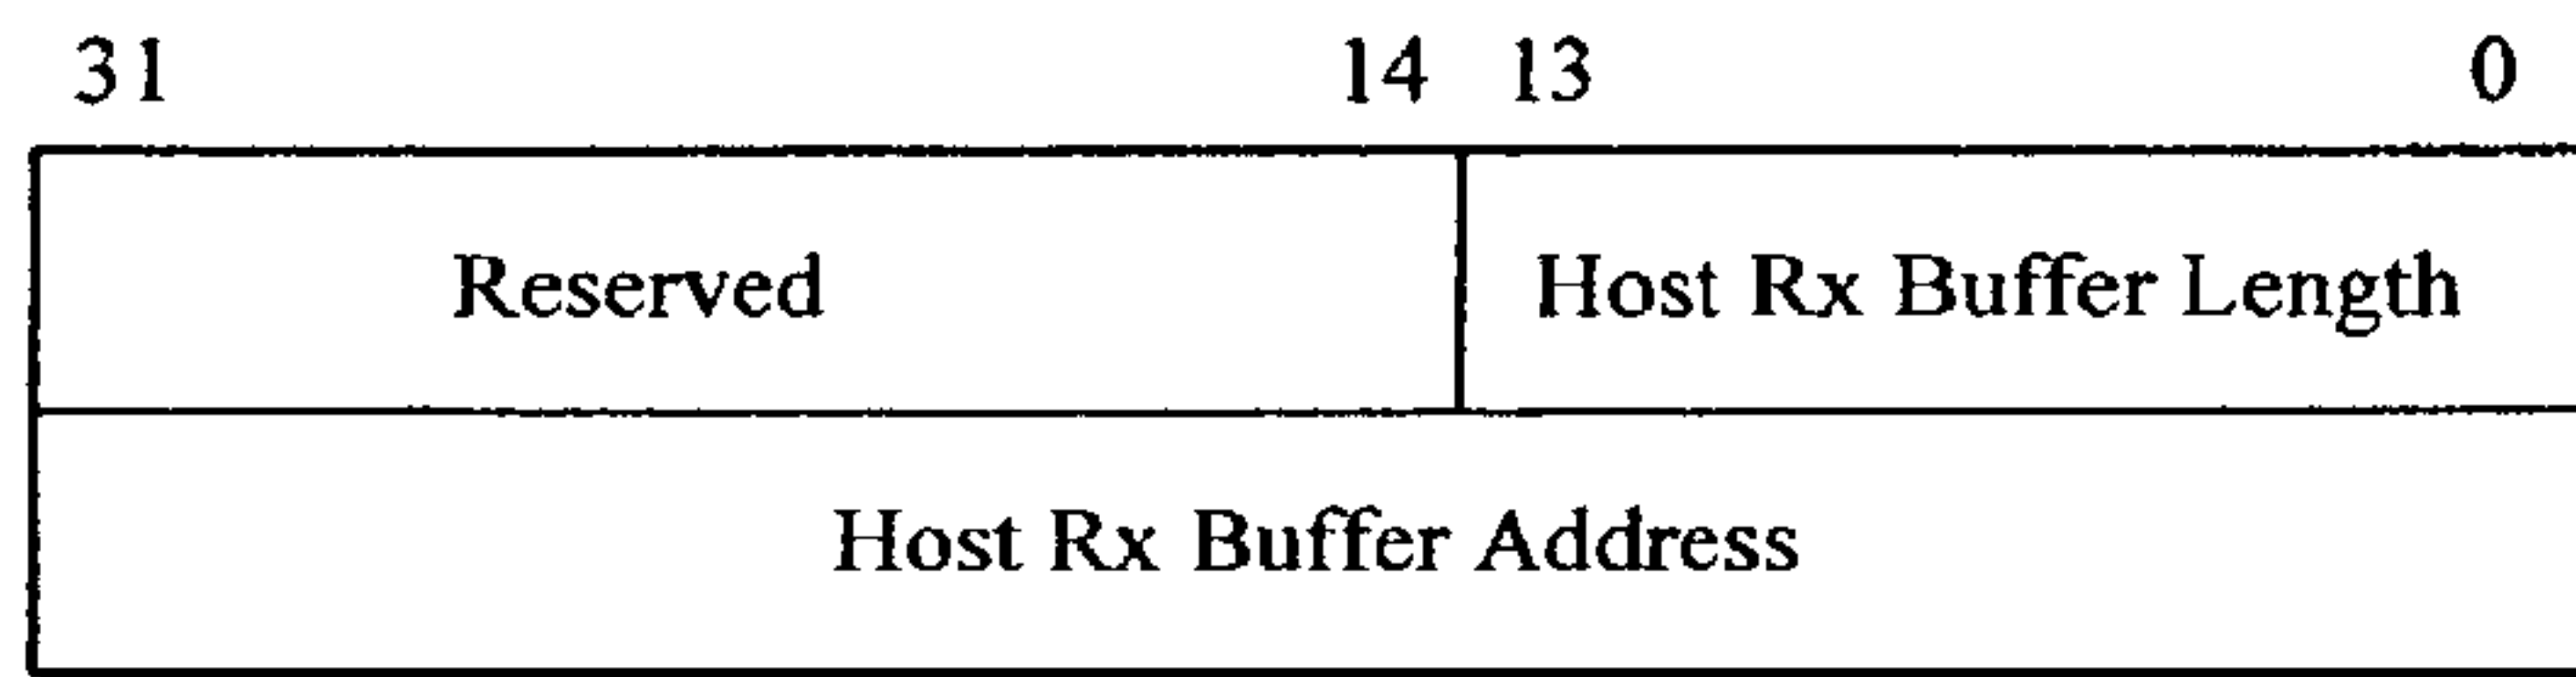 31 14 13 0
Reserved Host Rx Buffer Length
Host Rx Buffer Address